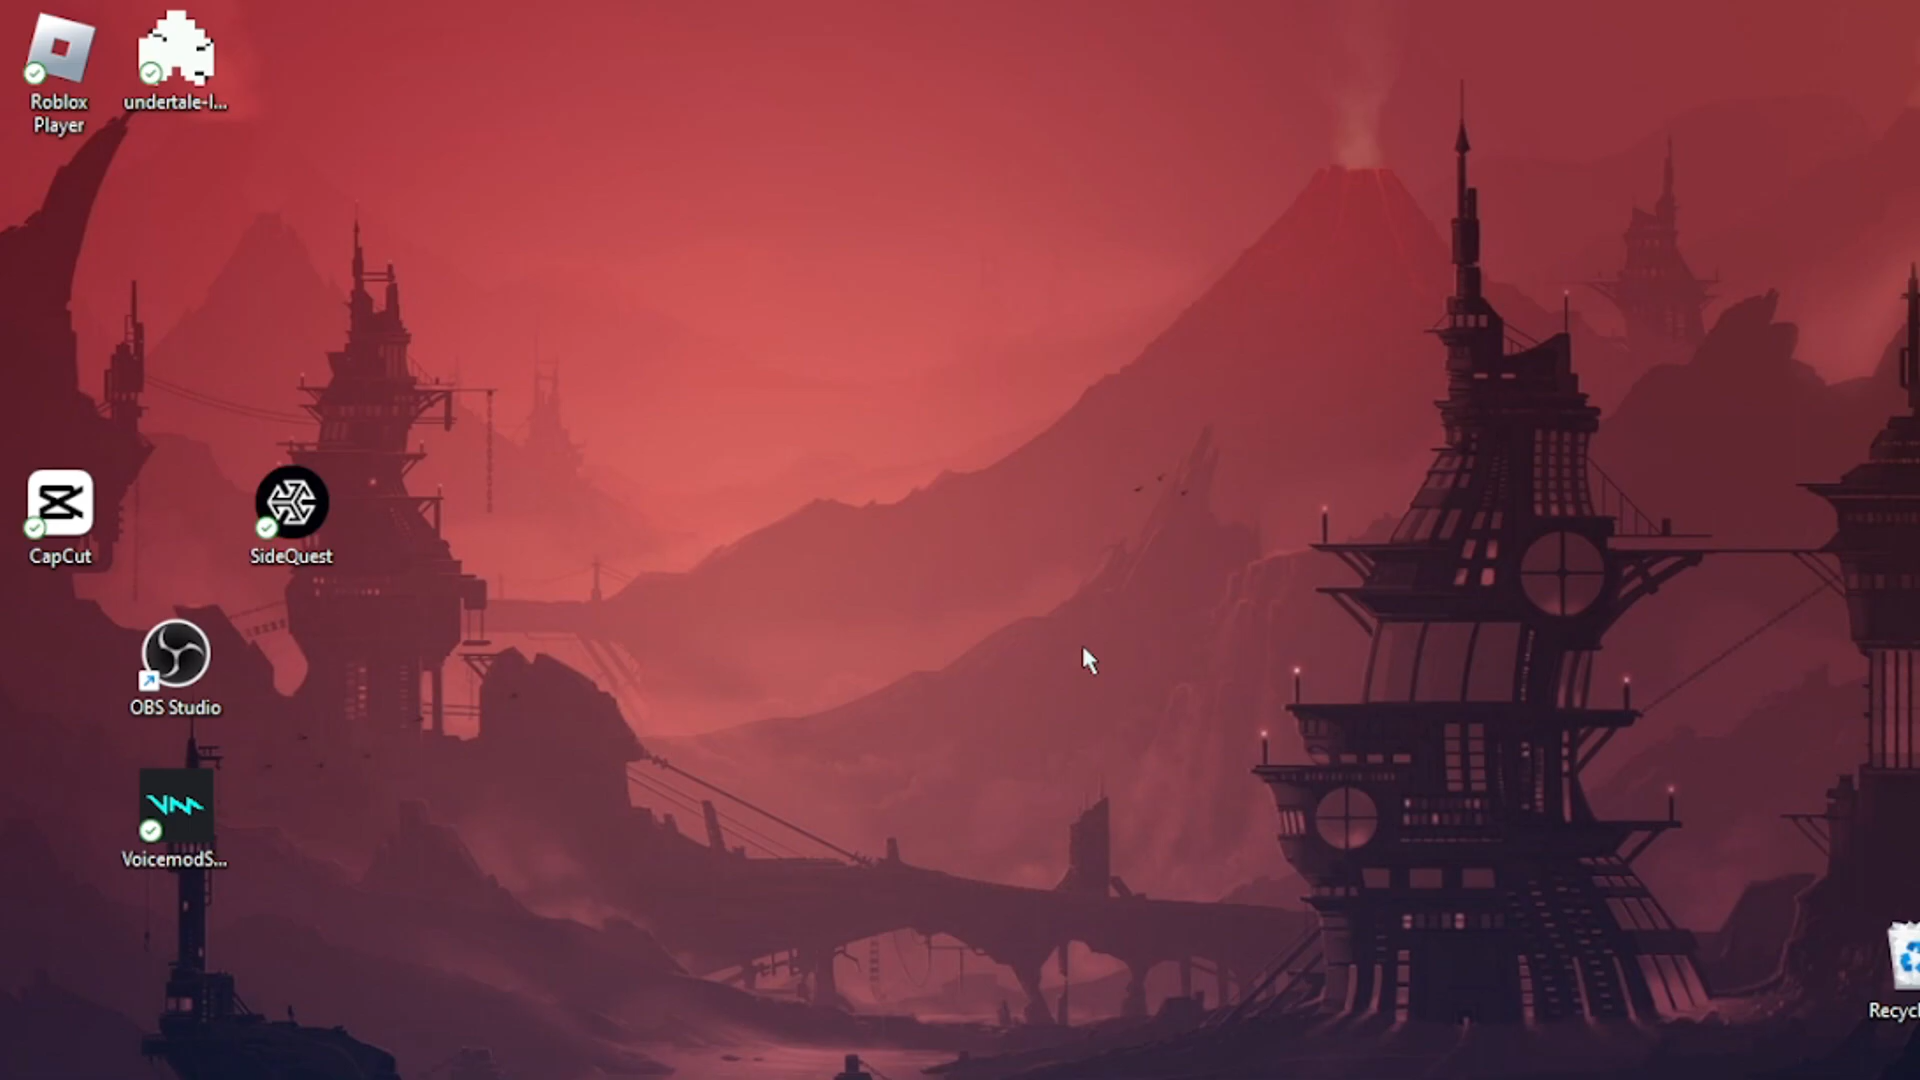 Roblox
Player
undertale-l...
CapCut
SideQuest
OBS Studio
VoicemodS...
Recycl